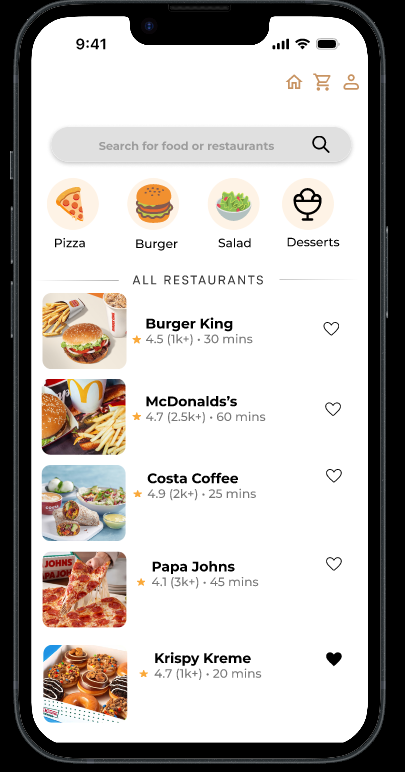 9:41
Search for food or restaurants
Pizza
Burger
Salad
Desserts
ALL RESTAURANTS
Burger King
4.5 (1k+) • 30 mins
McDonald’s
4.7 (2.5k+) • 60 mins
Costa Coffee
4.9 (2k+) • 25 mins
JOHNS
Papa Johns
4.1 (3k+) • 45 mins
Krispy Kreme
4.7 (1k+) • 20 mins